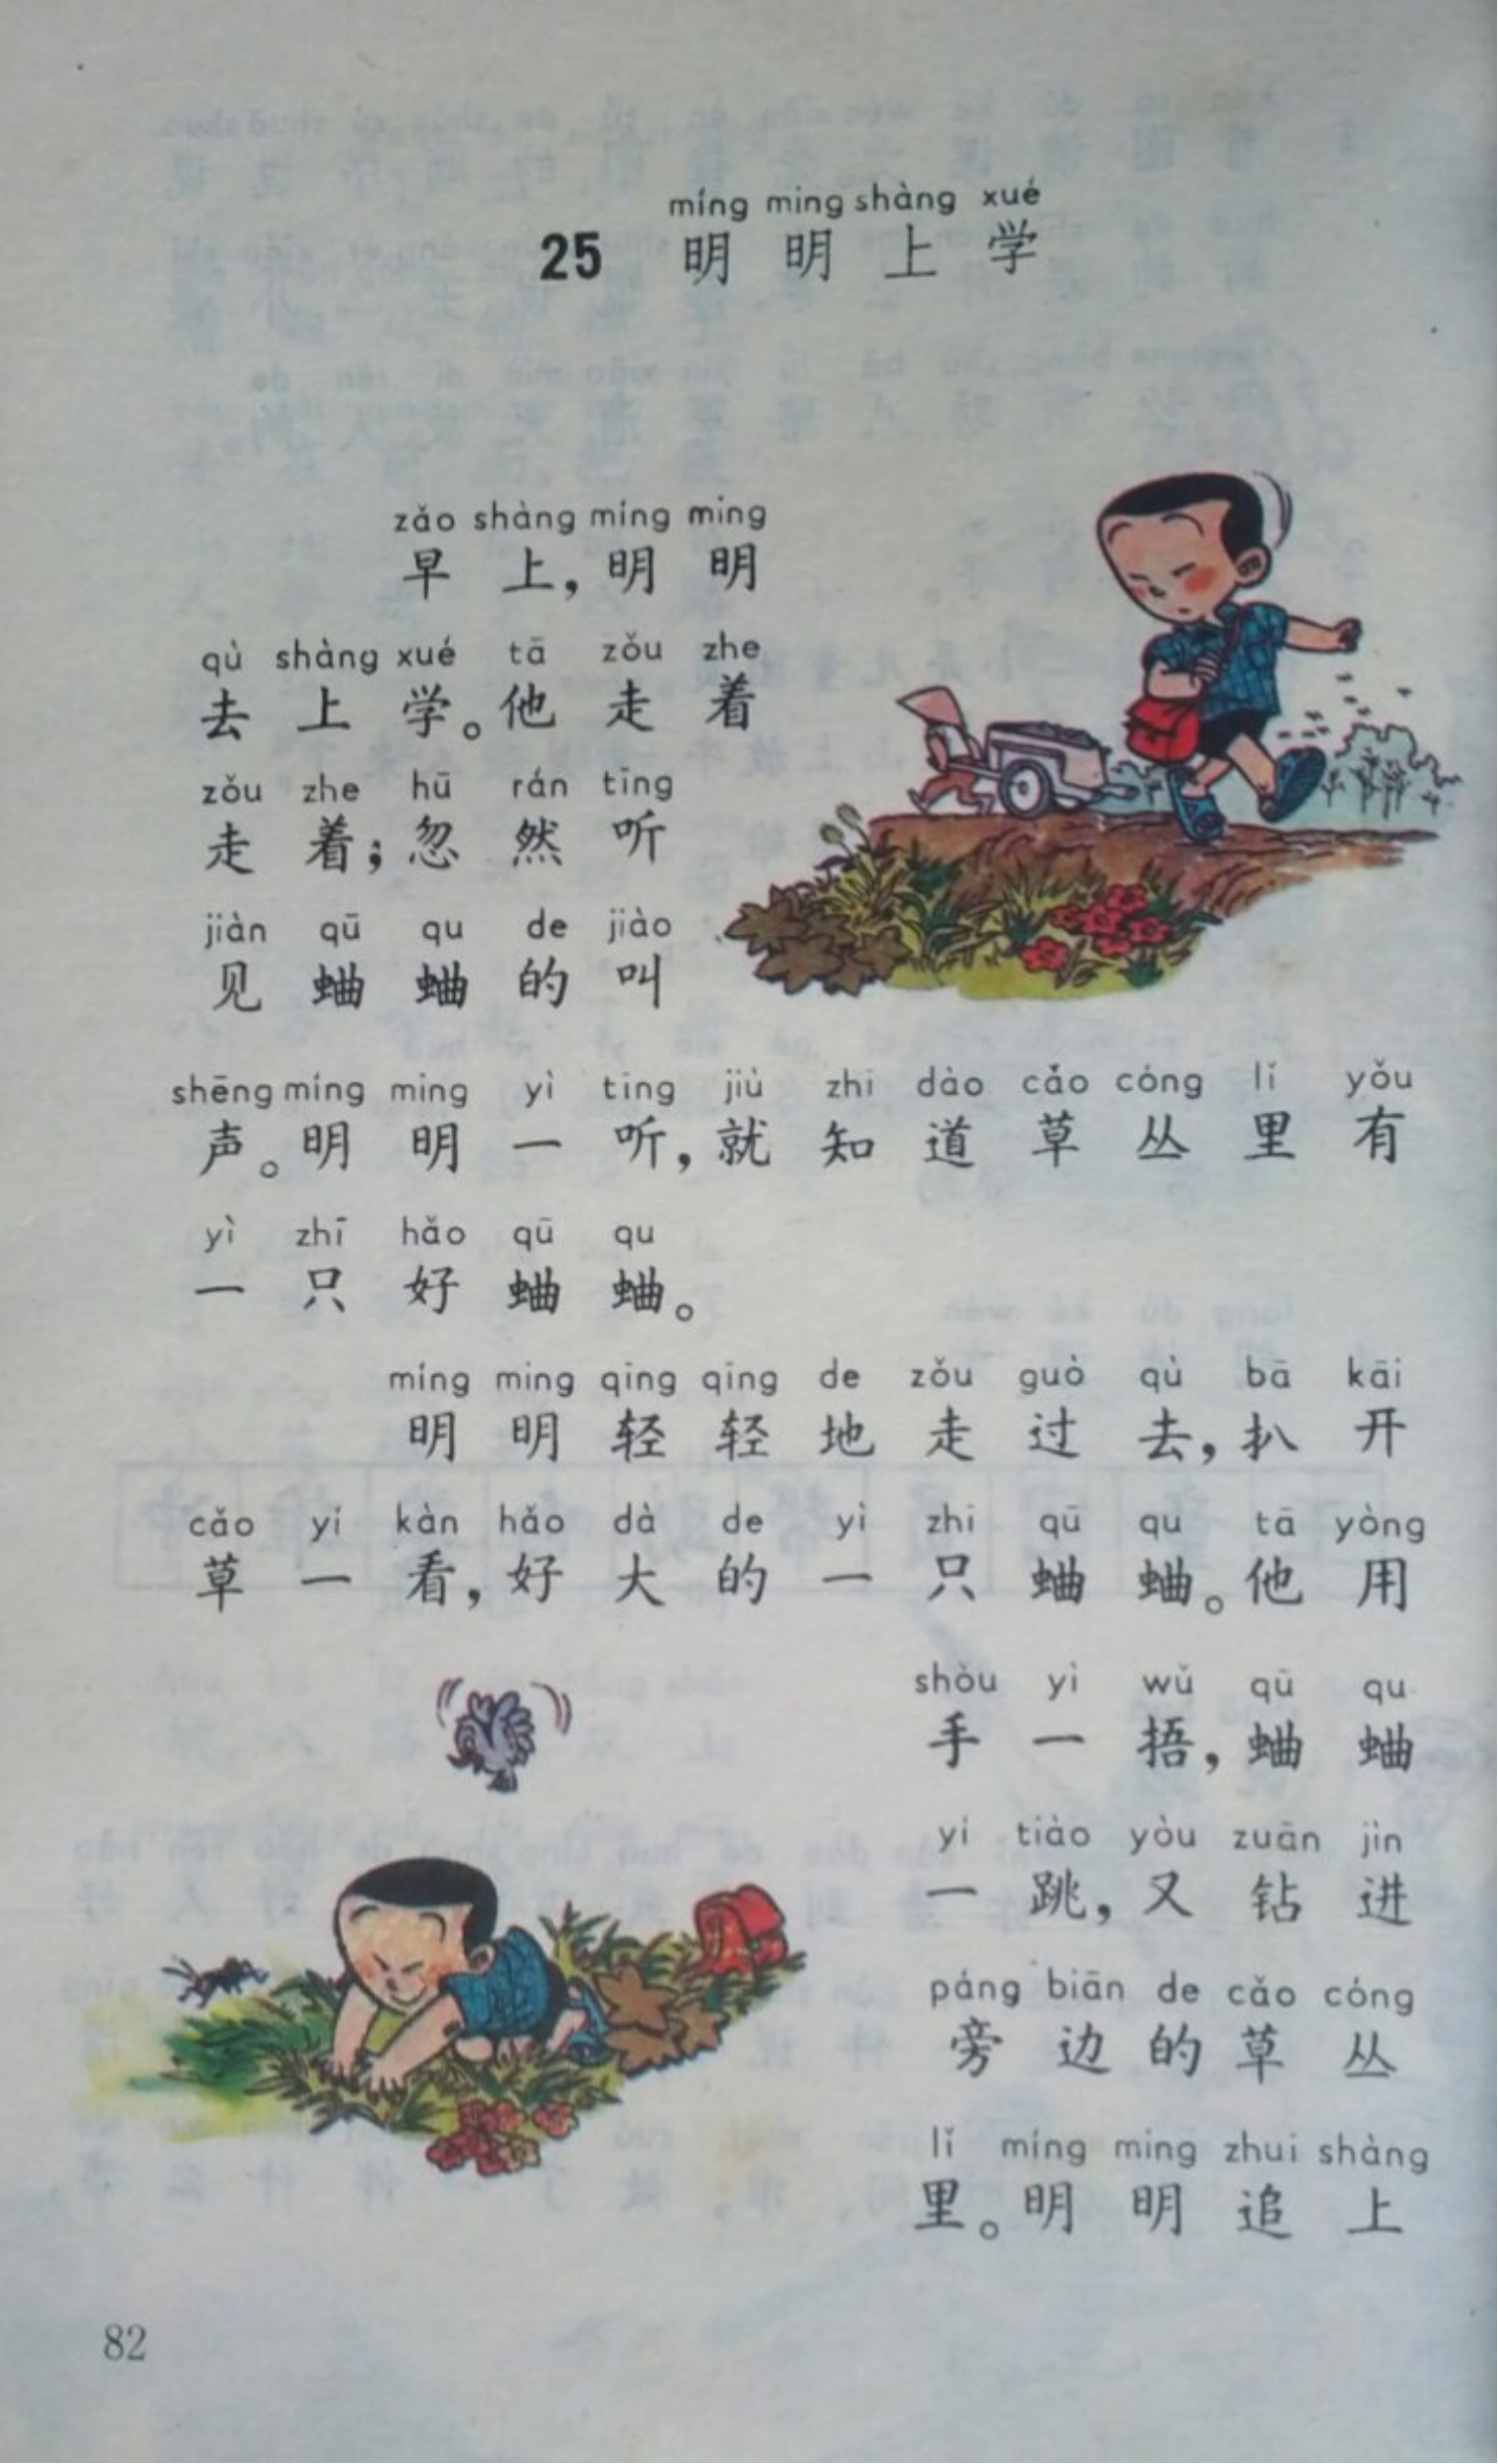 míng ming shàng xué
25 明明上学
zǎo shàng míng ming
早上，明明
qù shàng xué tā zǒu zhe
去上学。他走着
zǒu zhe hū rán tīng
走着；忽然听
jiàn qū qu de jiào
见蛐蛐的叫
shēng míng ming yì ting jiù zhi dào cǎo cóng lǐ yǒu
声。明明一听，就知道草丛里有
yì zhī hǎo qū qu
一只好蛐蛐。
míng ming qīng qīng de zǒu guò qù bā kāi
明明轻轻地走过去，扒开
cǎo yí kàn hǎo dà de yì zhi qū qu tā yòng
草一看，好大的一只蛐蛐。他用
shǒu yì wǔ qū qu
手一捂，蛐蛐
yí tiào yòu zuān jìn
一跳，又钻进
páng biān de cǎo cóng
旁边的草丛
lǐ míng ming zhui shàng
里。明明追上
82